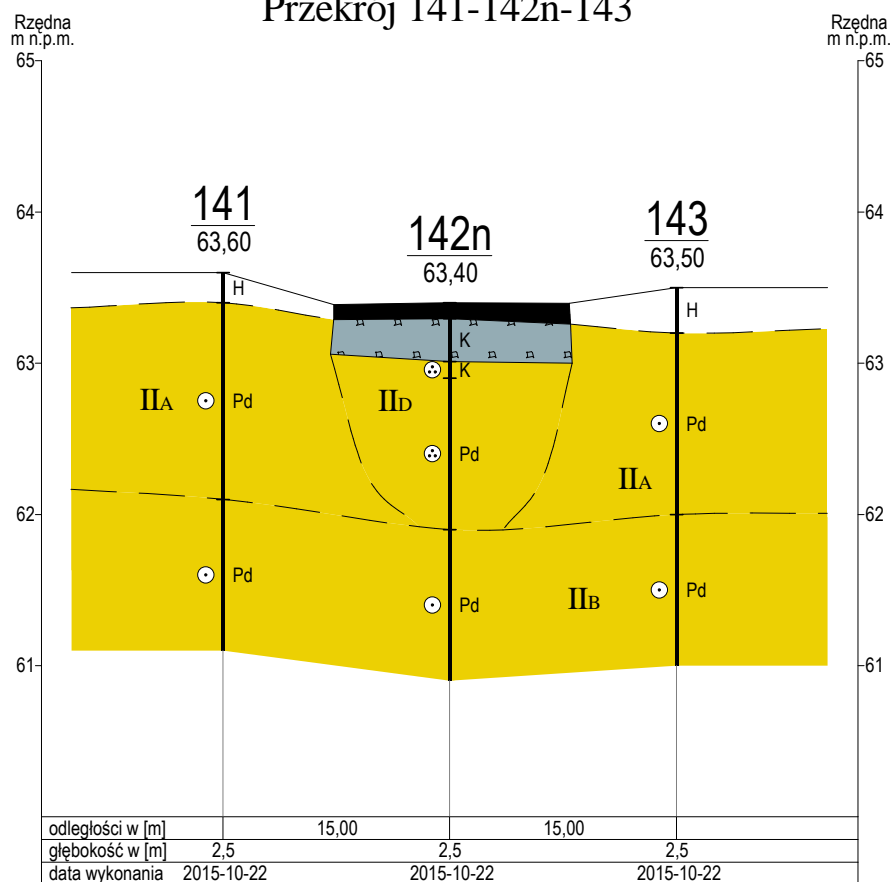 Przekrój 141-142n-143
Rzędna
m n.p.m.
Rzędna
m n.p.m.
65
65
64
64
141
63,60
142n
63,40
143
63,50
H
H
63
K
63
K
IIA
Pd
IID
Pd
Pd
IIA
62
62
Pd
Pd
IIB
Pd
61
61
odległości w [m] 15,00 15,00
głębokość w [m] 2,5 2,5 2,5
data wykonania 2015-10-22 2015-10-22 2015-10-22